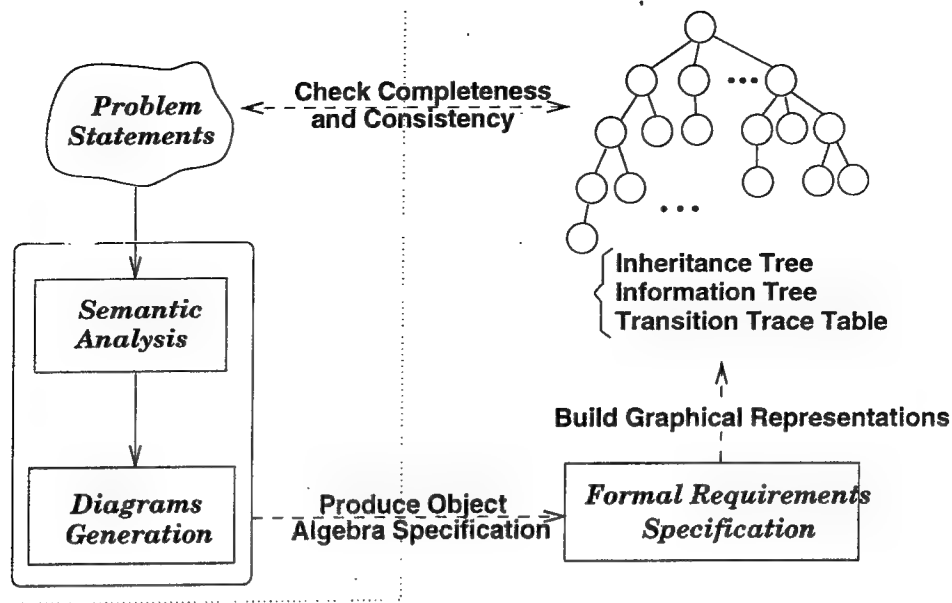 Problem
Statements
Check Completeness
and Consistency
Inheritance Tree
Information Tree
Transition Trace Table
Semantic
Analysis
Build Graphical Representations
Diagrams
Generation
Produce Object
Algebra Specification
Formal Requirements
Specification